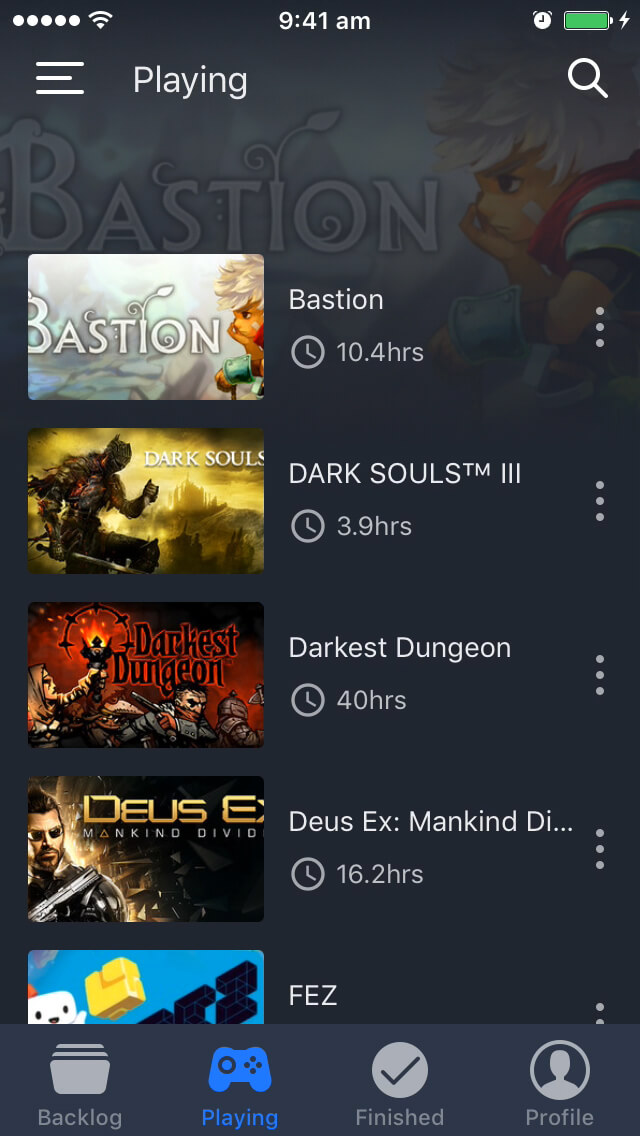 9:41 am
Playing
BASTION
BASTION
Bastion
10.4hrs
DARK SOULS
DARK SOULS™ III
3.9hrs
Darkest
Dungeon™
Darkest Dungeon
40hrs
DEUS EX
MANKIND DIVID
Deus Ex: Mankind Di...
16.2hrs
FEZ
Backlog
Playing
Finished
Profile